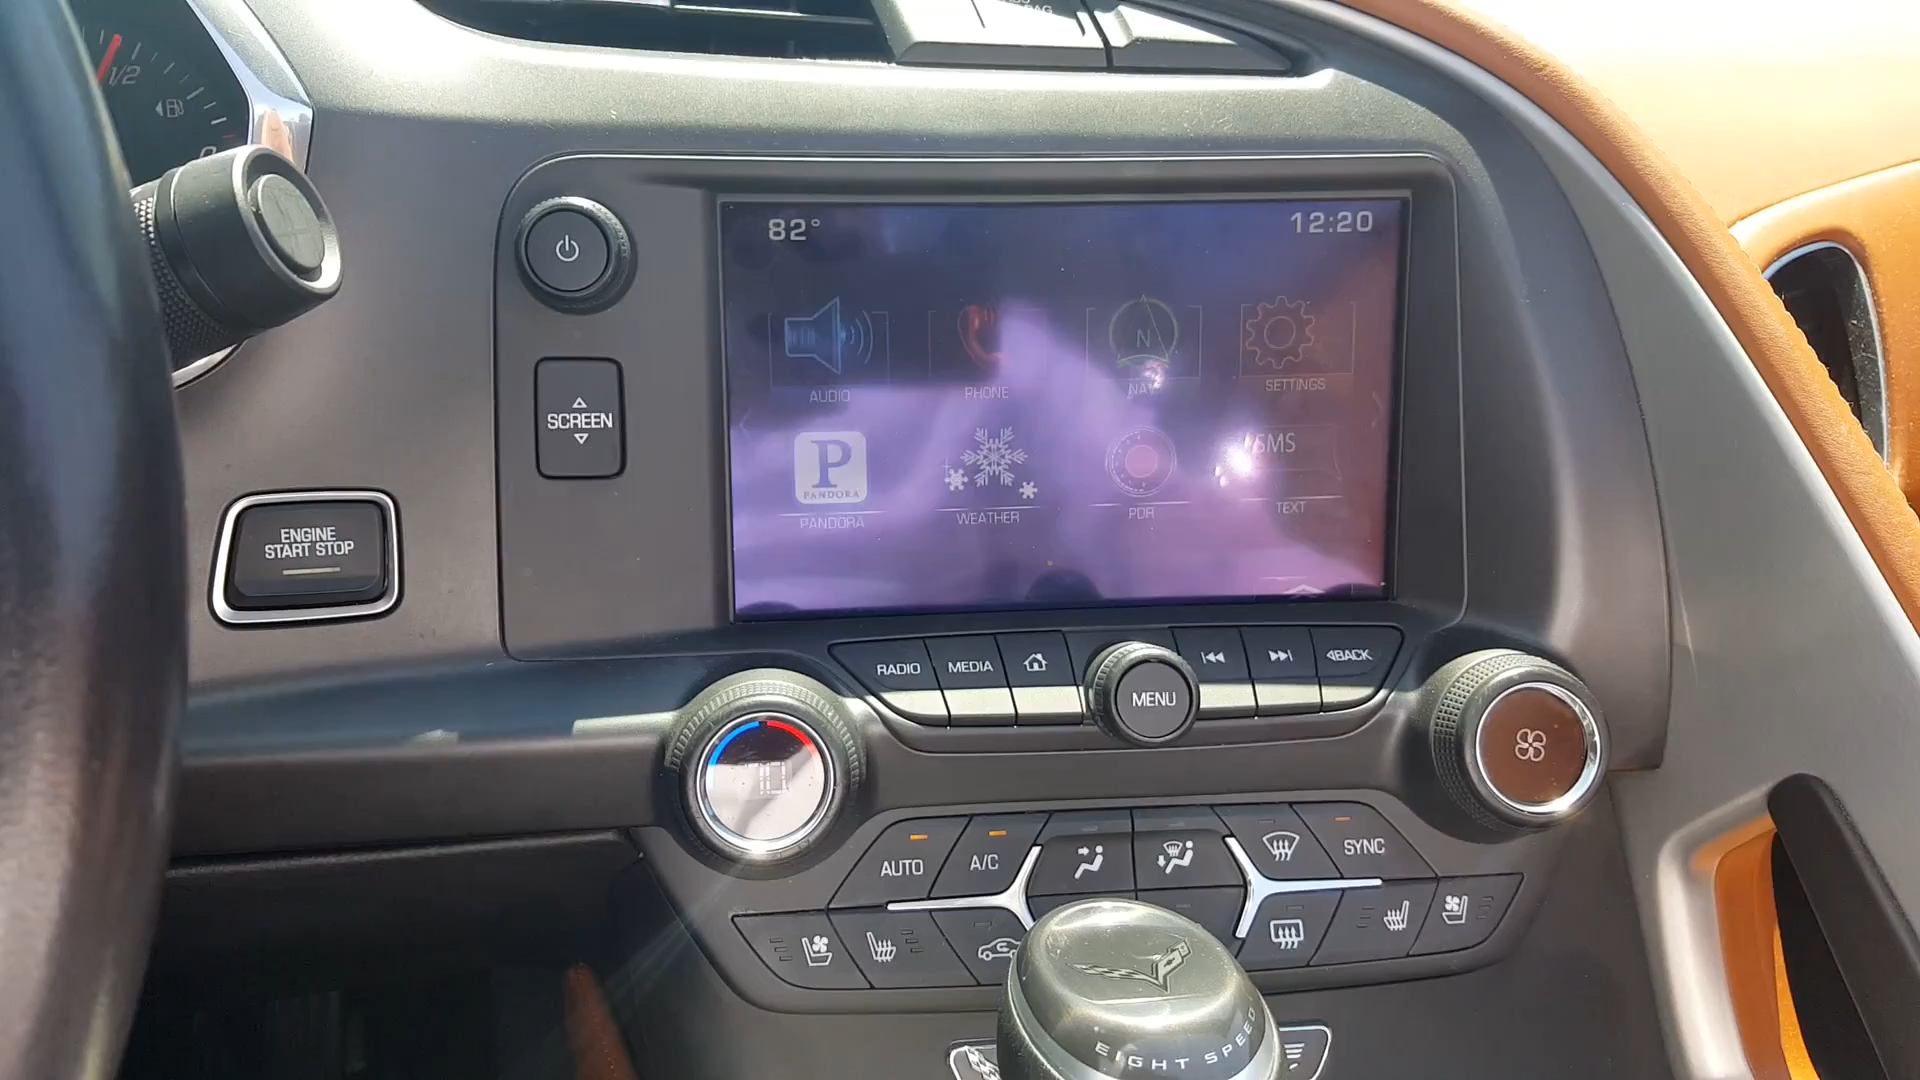 1/2
82°
12:20
AUDIO
PHONE
N
NAV
SETTINGS
P
PANDORA
SMS
PANDORA
WEATHER
PDR
TEXT
SCREEN
ENGINE
START STOP
RADIO
MEDIA
MENU
BACK
70
AUTO
A/C
SYNC
EIGHT SPEED